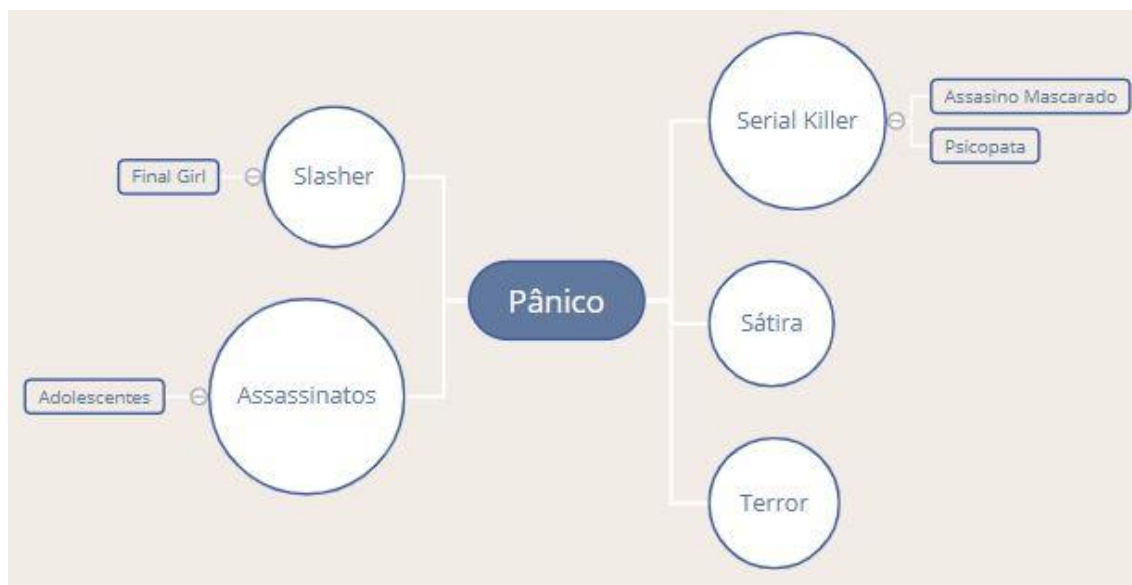 Serial Killer
Assasino Mascarado
Psicopata
Slasher
Final Girl
Pânico
Sátira
Assassinatos
Adolescentes
Terror